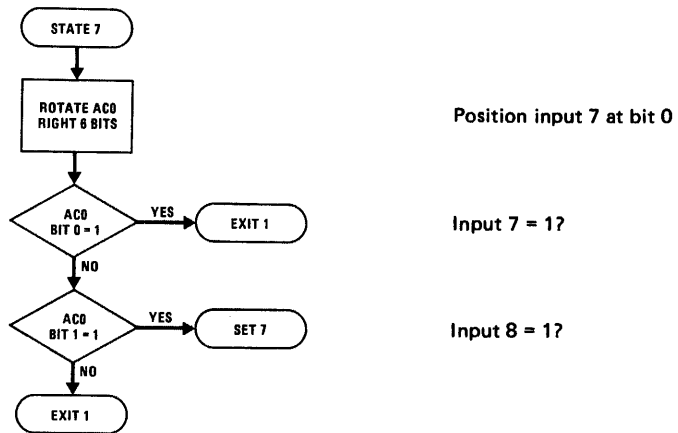 STATE 7
ROTATE AC0
RIGHT 6 BITS
Position input 7 at bit 0
AC0
BIT 0 = 1
YES
EXIT 1
Input 7 = 1?
NO
AC0
BIT 1 = 1
YES
SET 7
Input 8 = 1?
NO
EXIT 1